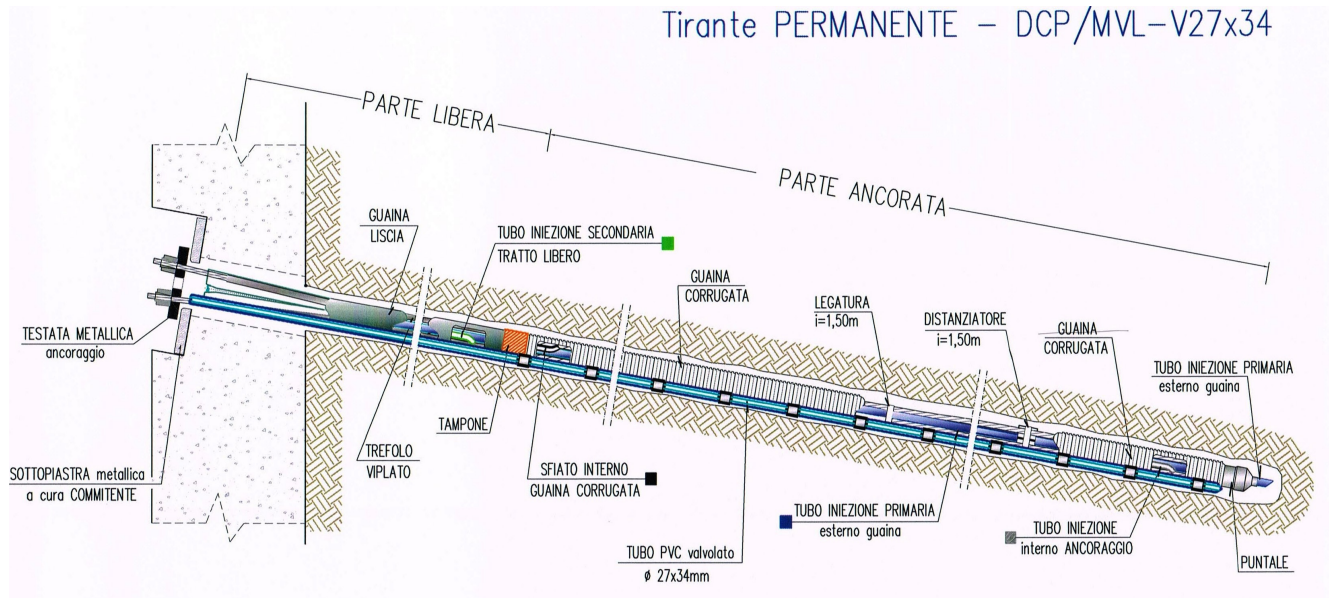 Tirante PERMANENTE - DCP/MVL-V27x34
PARTE LIBERA
PARTE ANCORATA
GUAINA
LISCIA
TUBO INIEZIONE SECONDARIA
TRATTO LIBERO
GUAINA
CORRUGATA
LEGATURA
i=1,50m
DISTANZIATORE
i=1,50m
GUAINA
CORRUGATA
TUBO INIEZIONE PRIMARIA
esterno guaina
TESTATA METALLICA
ancoraggio
SOTTOPIASTRA metallica
a cura COMMITENTE
TREFOLO
VIPLATO
TAMPONE
SFIATO INTERNO
GUAINA CORRUGATA
TUBO PVC valvolato
ø 27x34mm
TUBO INIEZIONE PRIMARIA
esterno guaina
TUBO INIEZIONE
interno ANCORAGGIO
PUNTALE